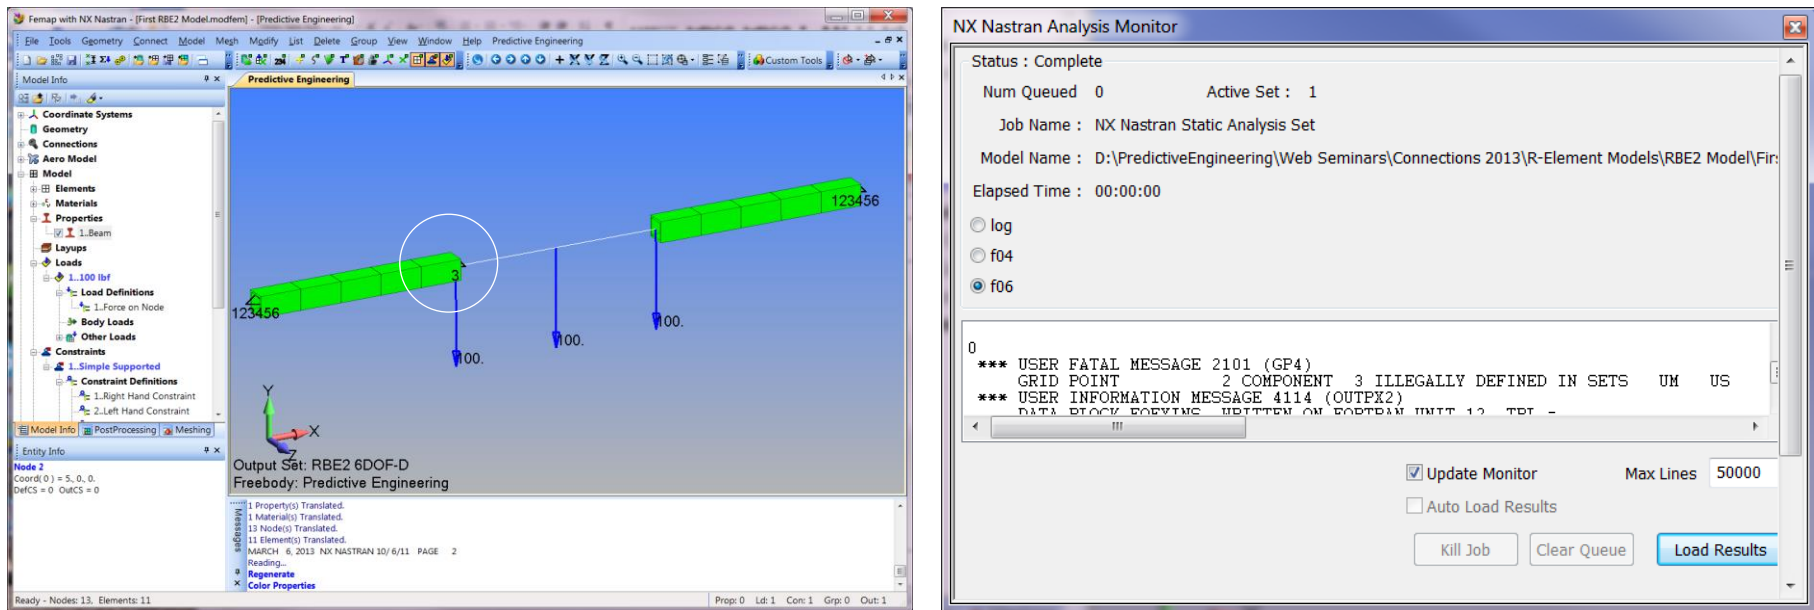 Femap with NX Nastran - [First RBE2 Model.modfem] - [Predictive Engineering]
File Tools Geometry Connect Model Mesh Modify List Delete Group View Window Help Predictive Engineering
Custom Tools
Model Info
Predictive Engineering
Coordinate Systems
Geometry
Connections
Aero Model
Model
Elements
Materials
Properties
1..Beam
Layups
Loads
1..100 lbf
Load Definitions
1..Force on Node
Body Loads
Other Loads
Constraints
1..Simple Supported
Constraint Definitions
1..Right Hand Constraint
2..Left Hand Constraint
Model Info PostProcessing Meshing
Entity Info
Node 2
Coord( 0 ) = 5., 0., 0.
DefCS = 0 OutCS = 0
123456
3
123456
100.
100.
100.
Y
X
Z
Output Set: RBE2 6DOF-D
Freebody: Predictive Engineering
Messages
1 Property(s) Translated.
1 Material(s) Translated.
13 Node(s) Translated.
11 Element(s) Translated.
MARCH 6, 2013 NX NASTRAN 10/ 6/11 PAGE 2
Reading...
Regenerate
Color Properties
Ready - Nodes: 13, Elements: 11
Prop: 0 Ld: 1 Con: 1 Grp: 0 Out: 1
NX Nastran Analysis Monitor
Status : Complete
Num Queued 0 Active Set : 1
Job Name : NX Nastran Static Analysis Set
Model Name : D:\PredictiveEngineering\Web Seminars\Connections 2013\R-Element Models\RBE2 Model\Fir
Elapsed Time : 00:00:00
log
f04
f06
0
*** USER FATAL MESSAGE 2101 (GP4)
GRID POINT 2 COMPONENT 3 ILLEGALLY DEFINED IN SETS UM US
*** USER INFORMATION MESSAGE 4114 (OUTPX2)
DATA BLOCK EQEXINS WRITTEN ON FORTRAN UNIT 12, TRL =
Update Monitor Max Lines 50000
Auto Load Results
Kill Job Clear Queue Load Results